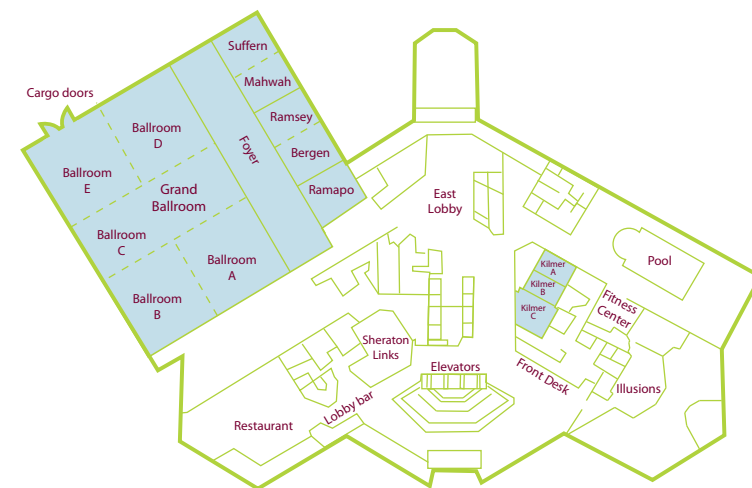 Suffern
Mahwah
Ramsey
Bergen
Ramapo
Cargo doors
Ballroom
D
Foyer
Ballroom
E
Grand
Ballroom
Ballroom
C
Ballroom
A
Ballroom
B
East
Lobby
Pool
Kilmer
A
Kilmer
B
Kilmer
C
Fitness
Center
Sheraton
Links
Elevators
Front Desk
Illusions
Lobby bar
Restaurant